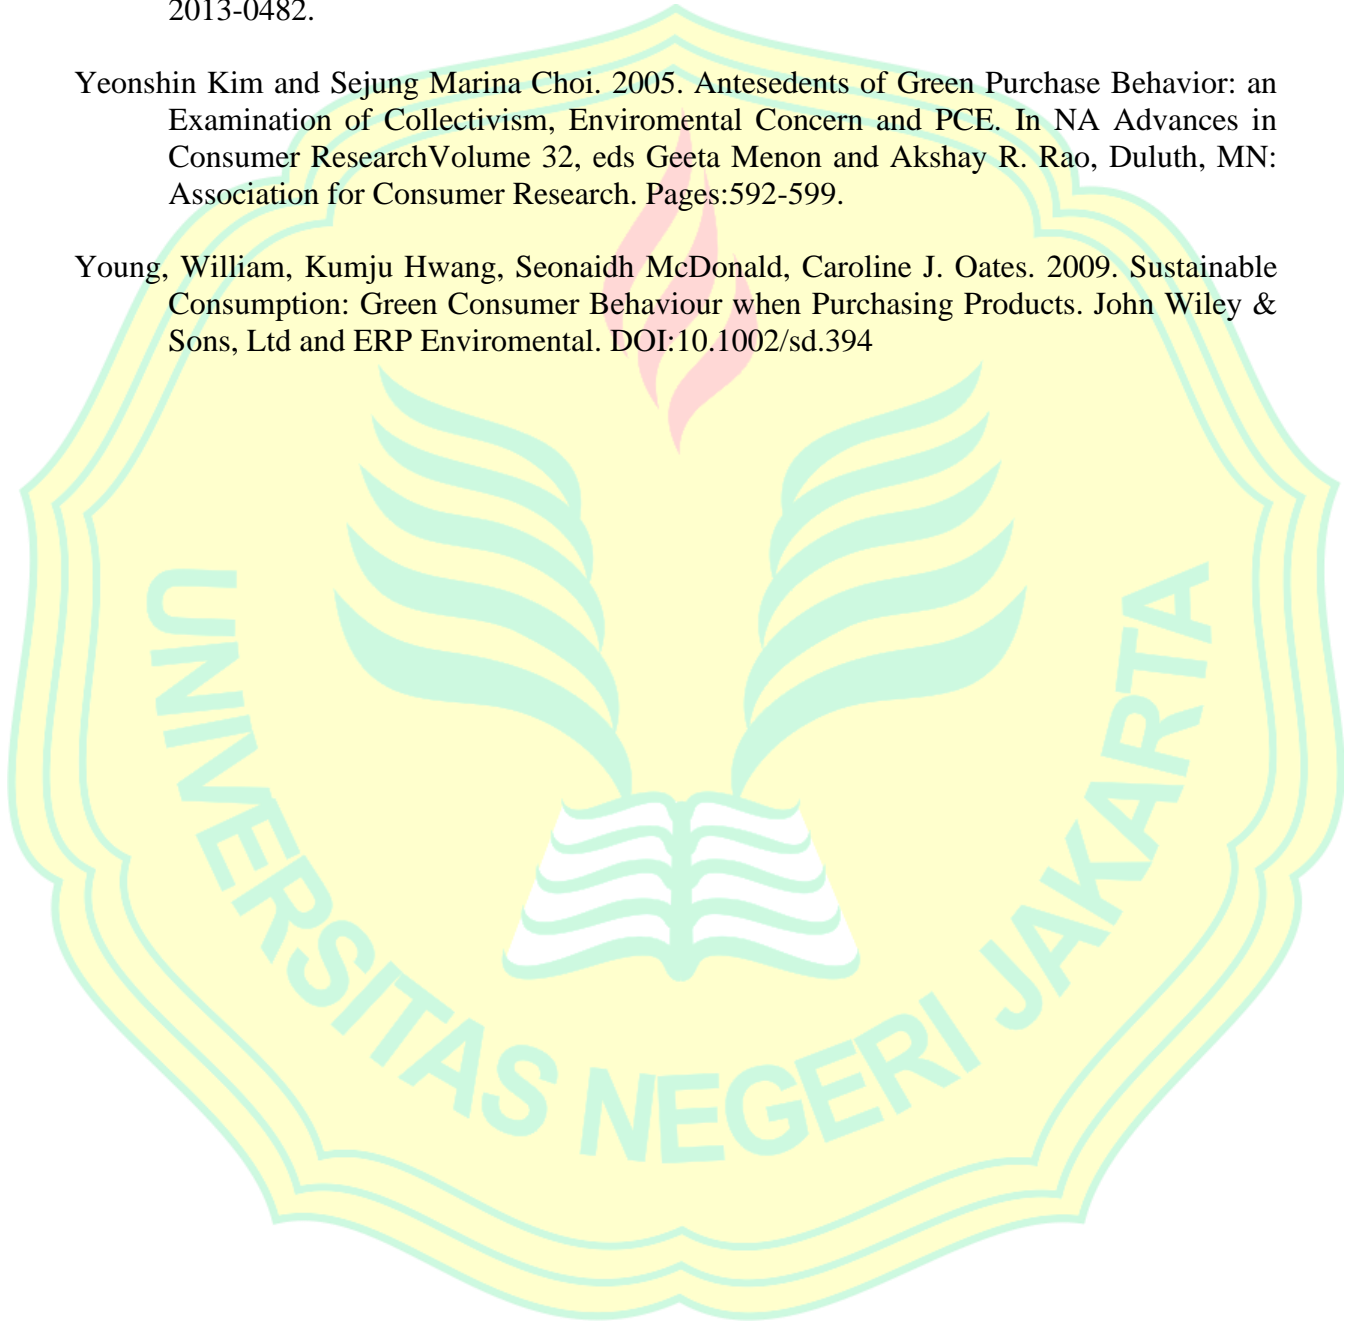 2013-0482.
Yeonshin Kim and Sejung Marina Choi. 2005. Antesedents of Green Purchase Behavior: an
Examination of Collectivism, Enviromental Concern and PCE. In NA Advances in
Consumer ResearchVolume 32, eds Geeta Menon and Akshay R. Rao, Duluth, MN:
Association for Consumer Research. Pages:592-599.
Young, William, Kumju Hwang, Seonaidh McDonald, Caroline J. Oates. 2009. Sustainable
Consumption: Green Consumer Behaviour when Purchasing Products. John Wiley &
Sons, Ltd and ERP Enviromental. DOI:10.1002/sd.394
UNIVERSITAS NEGERI JAKARTA